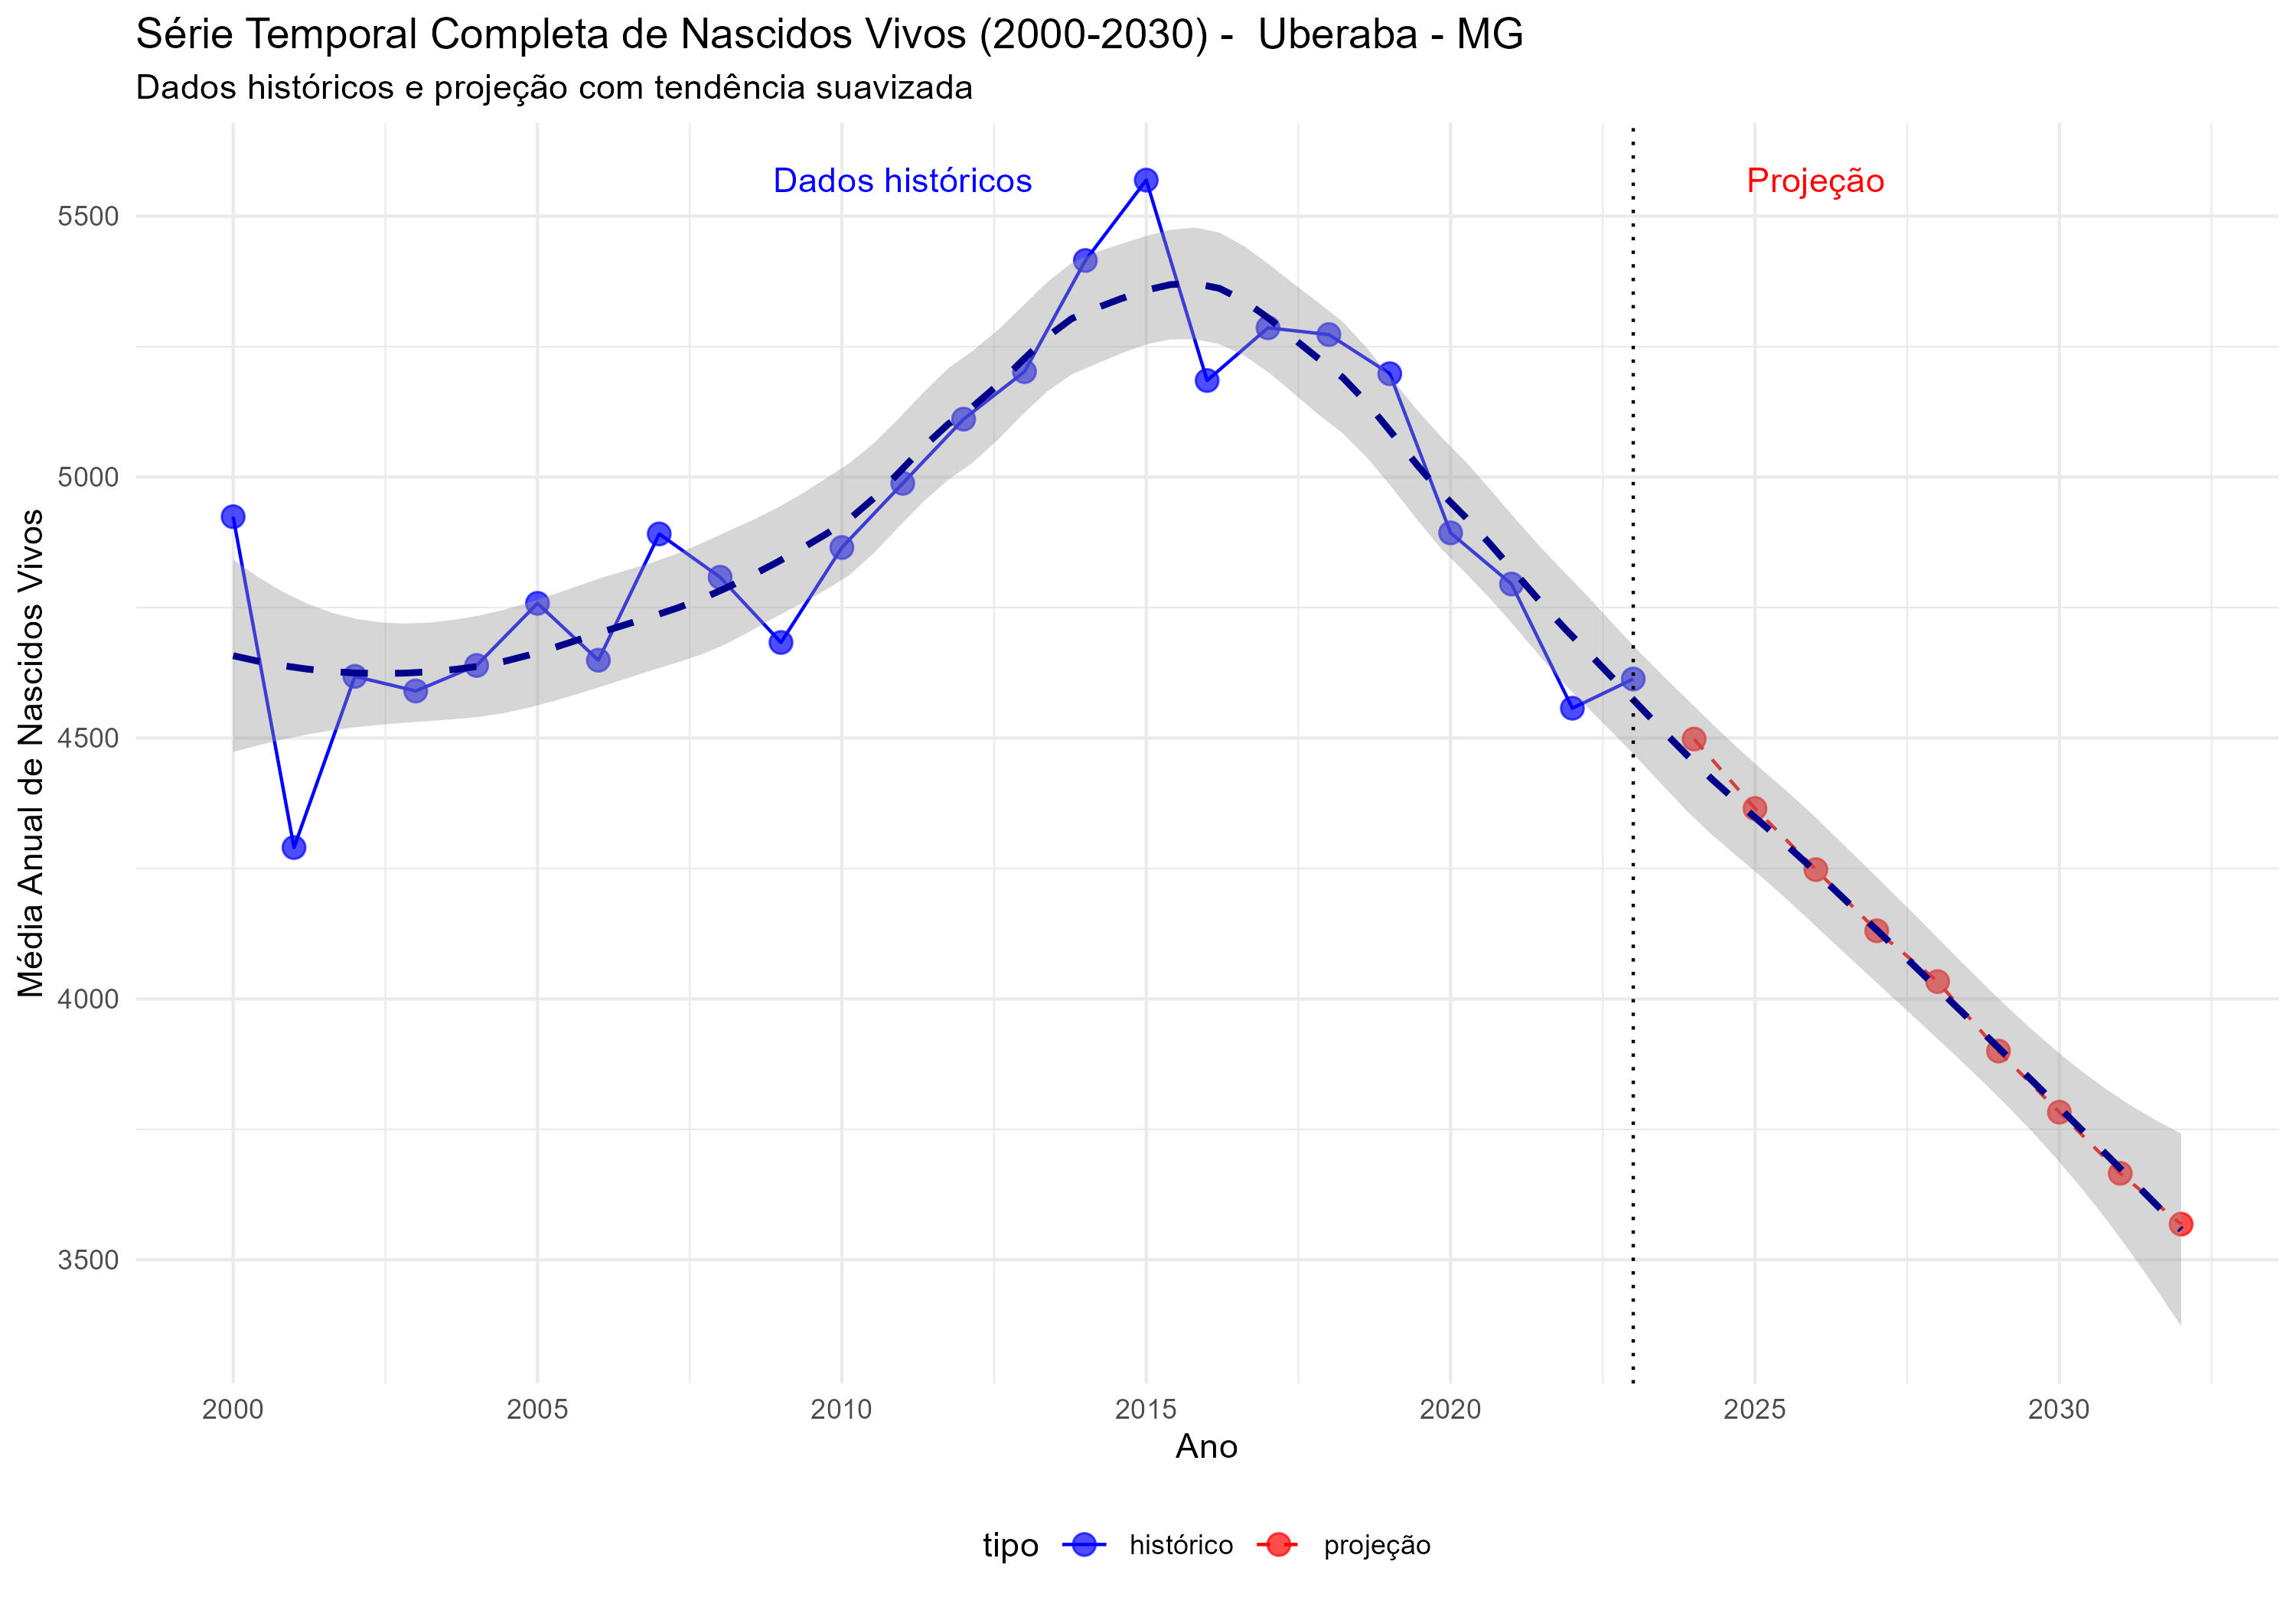 Série Temporal Completa de Nascidos Vivos (2000-2030) -  Uberaba - MG
Dados históricos e projeção com tendência suavizada
Dados históricos
Projeção
Média Anual de Nascidos Vivos
5500
5000
4500
4000
3500
2000
2005
2010
2015
2020
2025
2030
Ano
tipo
histórico
projeção